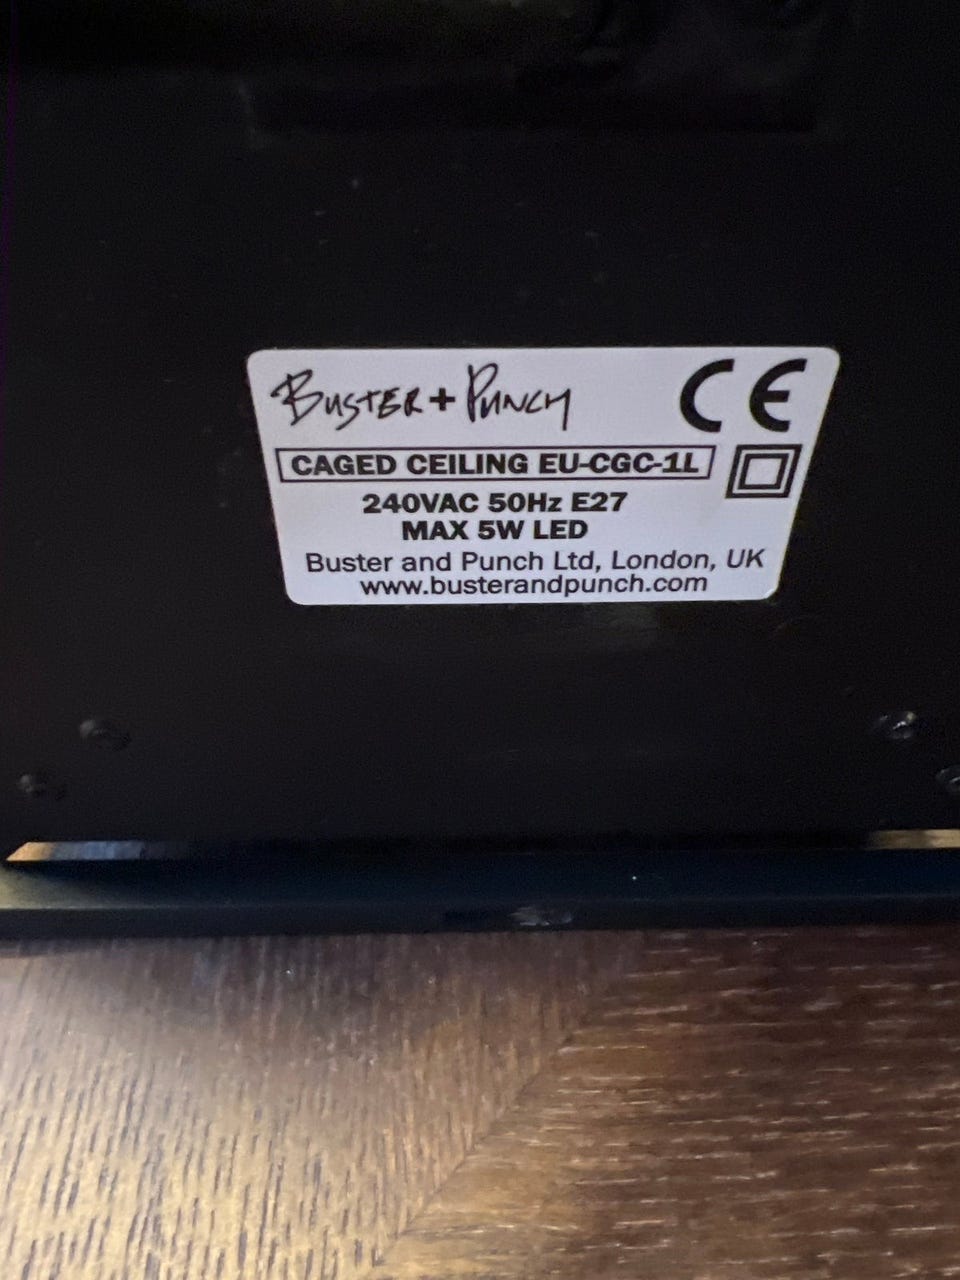 Buster + Punch CE
CAGED CEILING EU-CGC-1L
240VAC 50Hz E27
MAX 5W LED
Buster and Punch Ltd, London, UK
www.busterandpunch.com